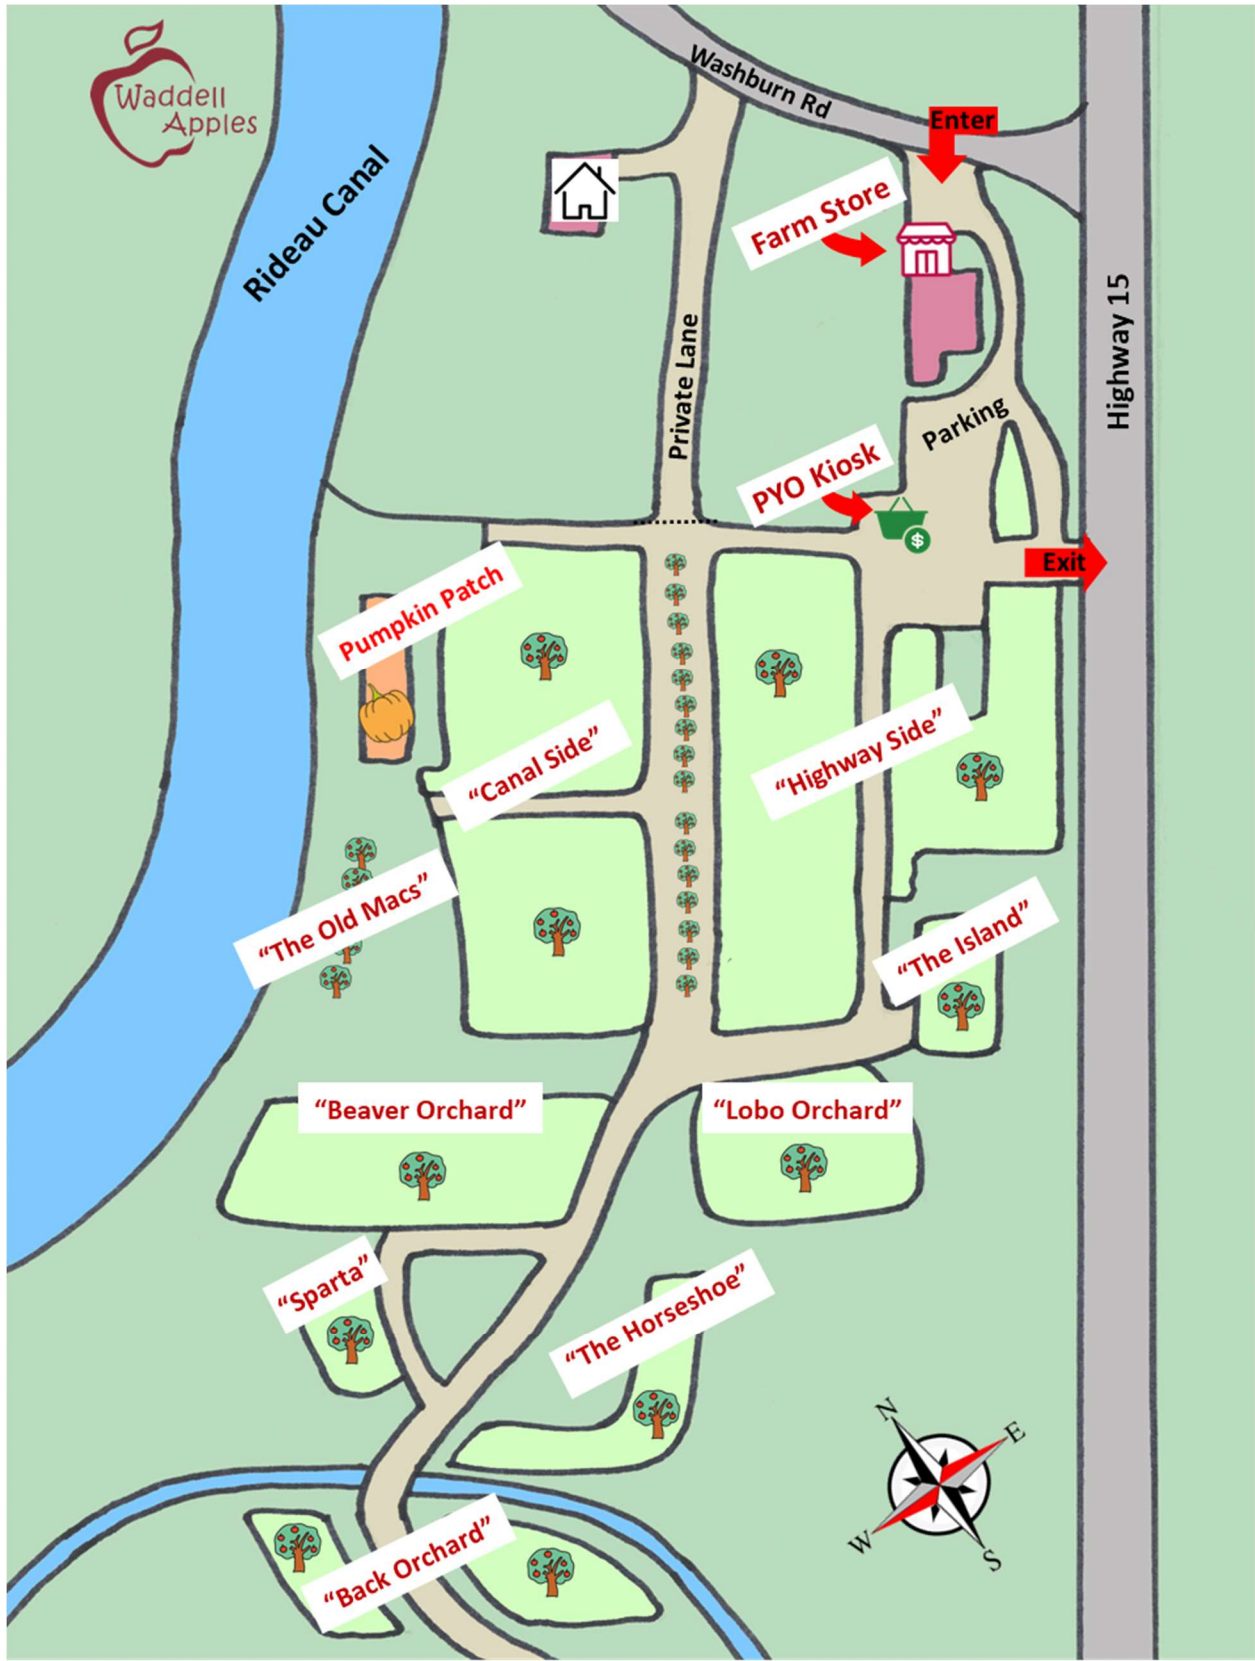 Waddell
Apples
Washburn Rd
Enter
Rideau Canal
Farm Store
Highway 15
Private Lane
Parking
PYO Kiosk
$
Exit
Pumpkin Patch
“Canal Side”
“Highway Side”
“The Old Macs”
“The Island”
“Beaver Orchard”
“Lobo Orchard”
“Sparta”
“The Horseshoe”
N
E
W
S
“Back Orchard”